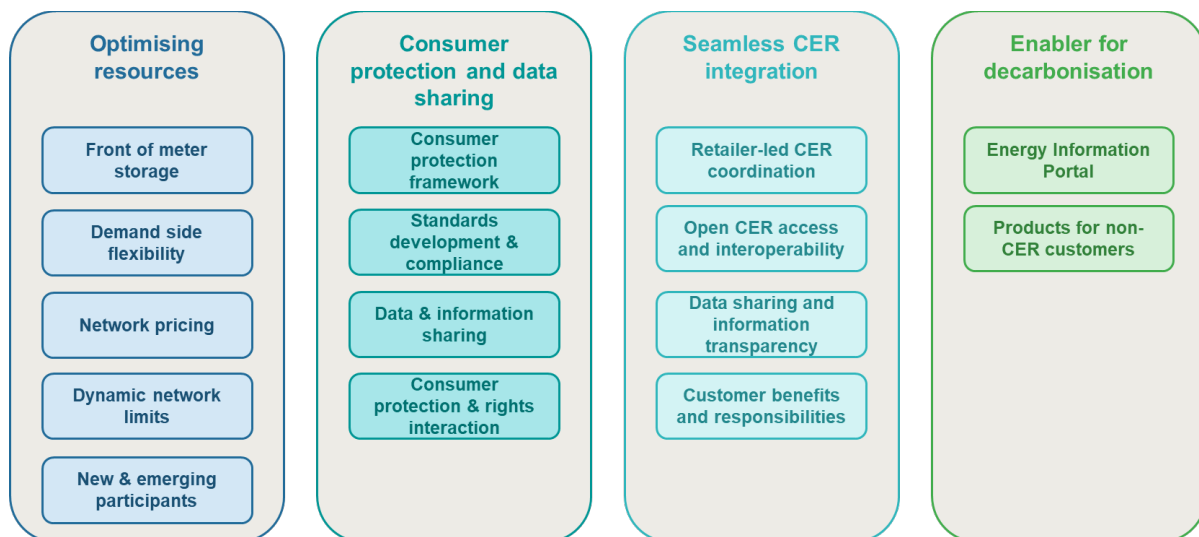 Optimising
resources
Front of meter
storage
Demand side
flexibility
Network pricing
Dynamic network
limits
New & emerging
participants
Consumer
protection and data
sharing
Consumer
protection
framework
Standards
development &
compliance
Data & information
sharing
Consumer
protection & rights
interaction
Seamless CER
integration
Retailer-led CER
coordination
Open CER access
and interoperability
Data sharing and
information
transparency
Customer benefits
and responsibilities
Enabler for
decarbonisation
Energy Information
Portal
Products for non-
CER customers